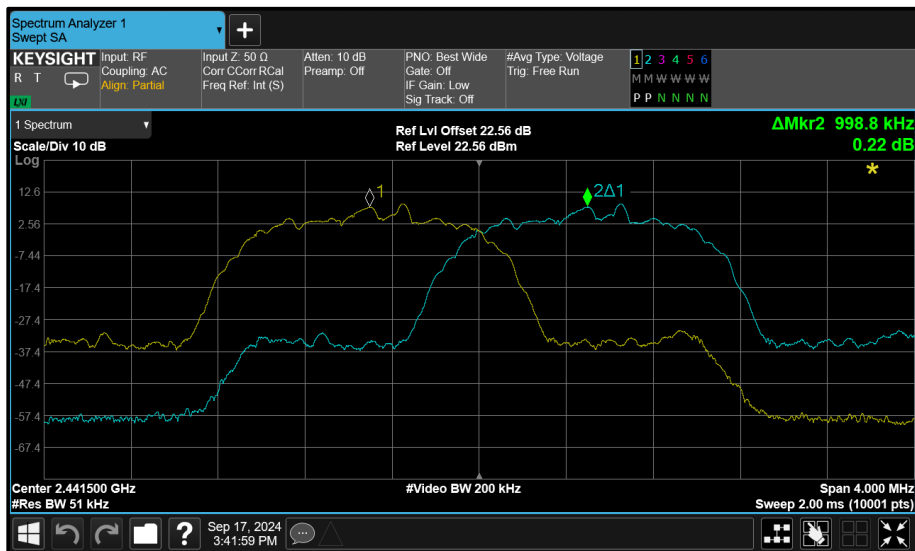 Spectrum Analyzer 1
Swept SA
+
KEYSIGHT
R T
LXI
Input: RF
Coupling: AC
Align: Partial
Input Z: 50 Ω
Corr CCorr RCal
Freq Ref: Int (S)
Atten: 10 dB
Preamp: Off
PNO: Best Wide
Gate: Off
IF Gain: Low
Sig Track: Off
#Avg Type: Voltage
Trig: Free Run
1 2 3 4 5 6
M M W W W W
P P N N N N
1 Spectrum
Scale/Div 10 dB
Ref Lvl Offset 22.56 dB
Ref Level 22.56 dBm
ΔMkr2 998.8 kHz
0.22 dB
*
Log
1
2Δ1
12.6
2.56
-7.44
-17.4
-27.4
-37.4
-47.4
-57.4
-67.4
Center 2.441500 GHz
#Video BW 200 kHz
Span 4.000 MHz
#Res BW 51 kHz
Sweep 2.00 ms (10001 pts)
?
Sep 17, 2024
3:41:59 PM